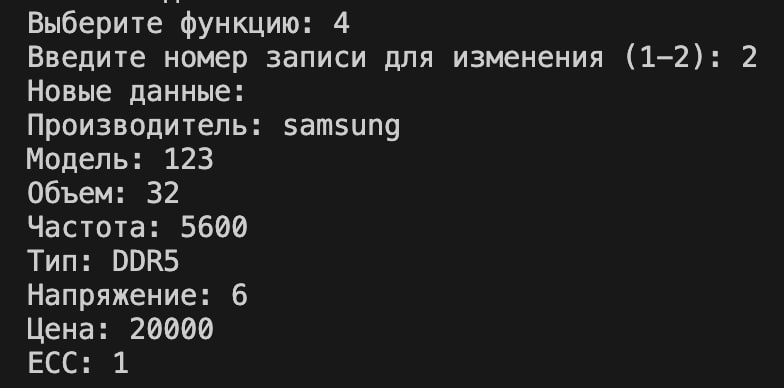 Выберите функцию: 4
Введите номер записи для изменения (1-2): 2
Новые данные:
Производитель: samsung
Модель: 123
Объем: 32
Частота: 5600
Тип: DDR5
Напряжение: 6
Цена: 20000
ECC: 1